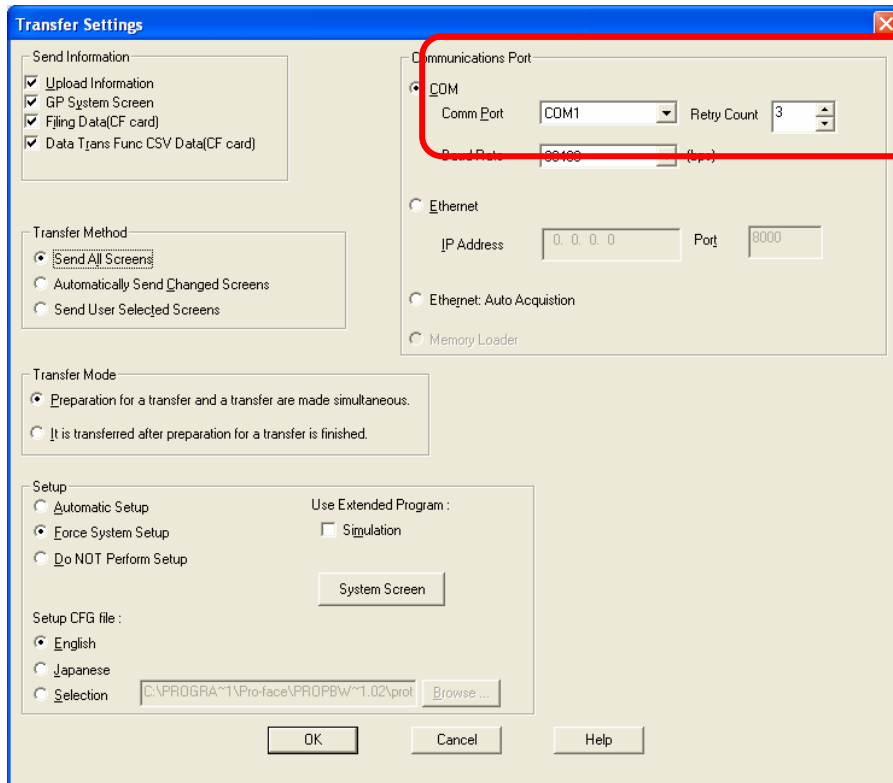 Transfer Settings
Send Information
Upload Information
GP System Screen
Filing Data(CF card)
Data Trans Func CSV Data(CF card)
Communications Port
COM
Comm Port COM1 Retry Count 3
Ethernet
IP Address 0. 0. 0. 0 Port 8000
Ethernet: Auto Acquistion
Memory Loader
Transfer Method
Send All Screens
Automatically Send Changed Screens
Send User Selected Screens
Transfer Mode
Preparation for a transfer and a transfer are made simultaneous.
It is transferred after preparation for a transfer is finished.
Setup
Automatic Setup
Force System Setup
Do NOT Perform Setup
Use Extended Program :
Simulation
System Screen
Setup CFG file :
English
Japanese
Selection C:\PROGRA~1\Pro-face\PROPBW~1.02\prot Browse ...
OK Cancel Help